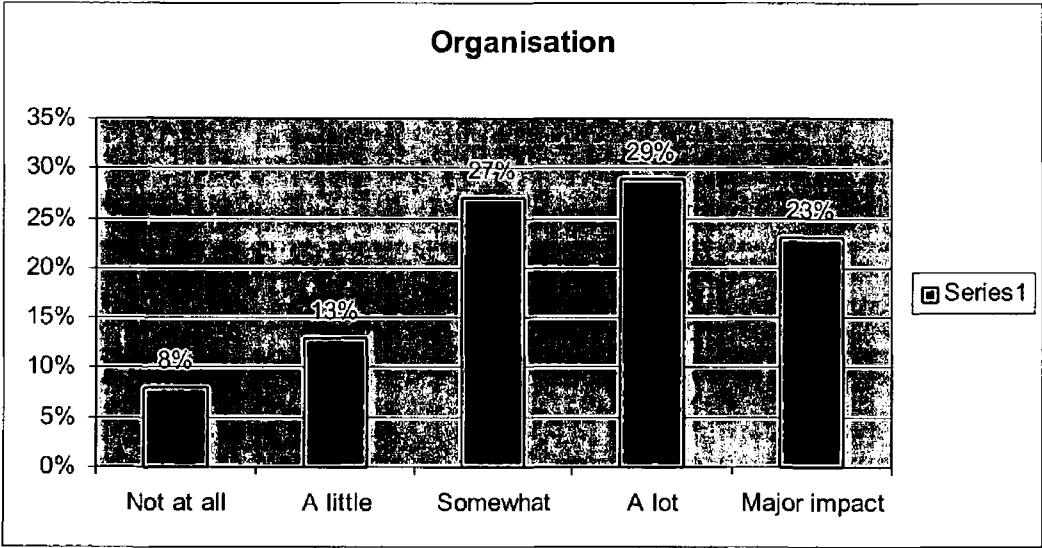 Organisation
35%
30%
25%
20%
15%
10%
5%
0%
8%
13%
27%
29%
23%
Not at all
A little
Somewhat
A lot
Major impact
Series1